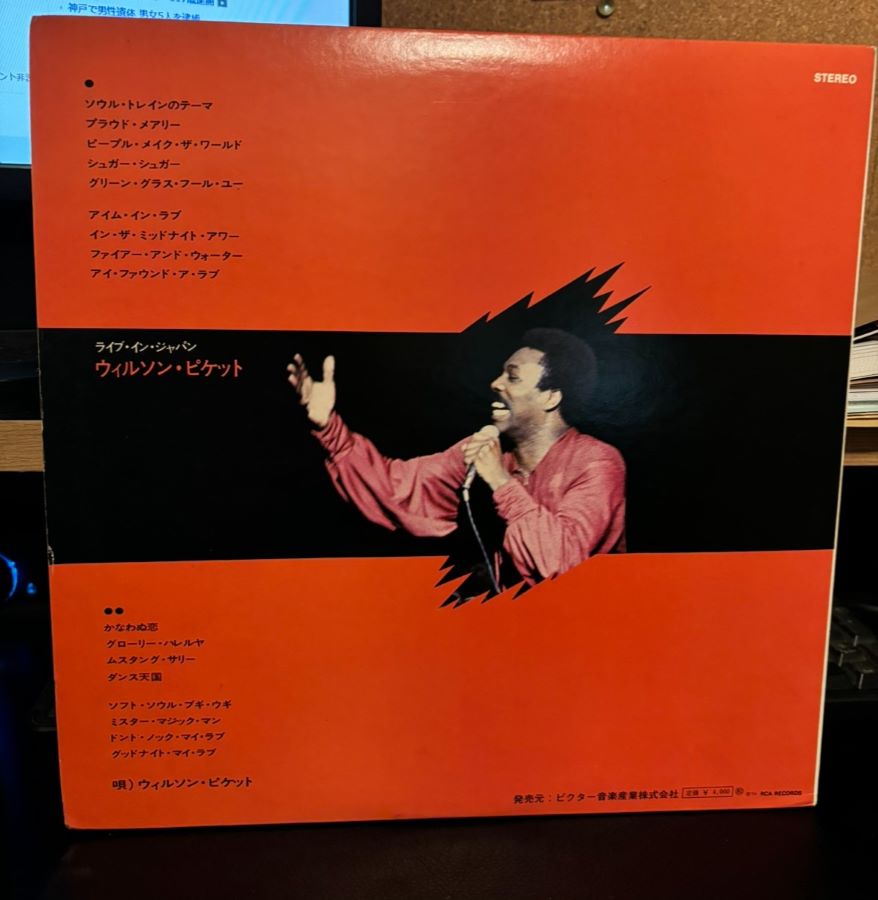 神戸で男性遺体 男女5人を逮捕
STEREO
●
ソウル・トレインのテーマ
プラウド・メアリー
ピープル・メイク・ザ・ワールド
シュガー・シュガー
グリーン・グラス・フール・ユー
アイム・イン・ラブ
イン・ザ・ミッドナイト・アワー
ファイアー・アンド・ウォーター
アイ・ファウンド・ア・ラブ
ライブ・イン・ジャパン
ウィルソン・ピケット
●●
かなわぬ恋
グローリー・ハレルヤ
ムスタング・サリー
ダンス天国
ソフト・ソウル・ブギ・ウギ
ミスター・マジック・マン
ドント・ノック・マイ・ラブ
グッドナイト・マイ・ラブ
唄)ウィルソン・ピケット
発売元:ビクター音楽産業株式会社 定価 ¥ 4,000 RCA RECORDS